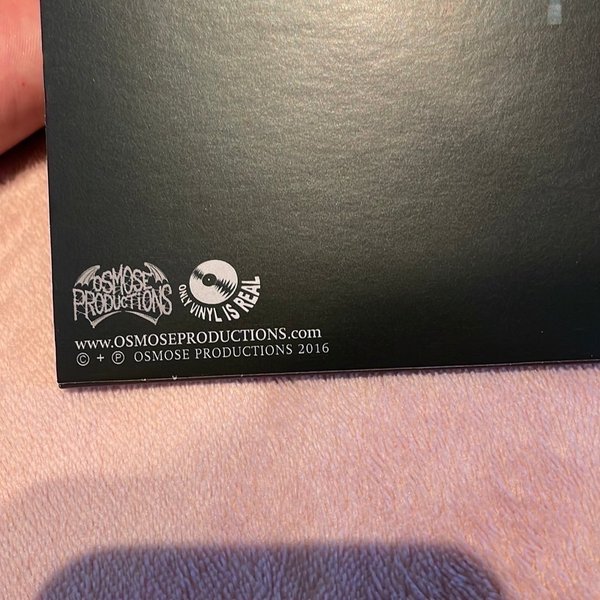 OSMOSE
PRODUCTIONS
ONLY VINYL IS REAL
www.OSMOSEPRODUCTIONS.com
© + ℗ OSMOSE PRODUCTIONS 2016